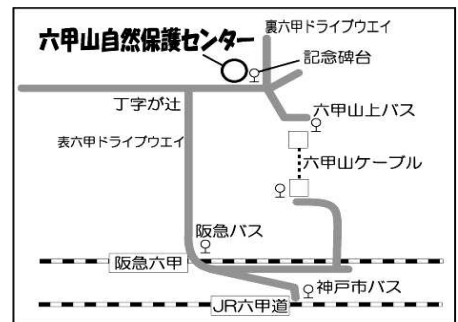 裏六甲ドライブウエイ
六甲山自然保護センター
記念碑台
丁字が辻
六甲山上バス
表六甲ドライブウエイ
六甲山ケーブル
阪急バス
阪急六甲
神戸市バス
JR六甲道